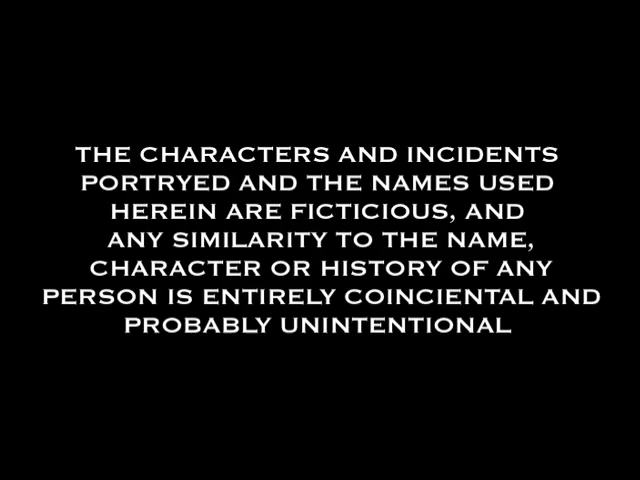 THE CHARACTERS AND INCIDENTS
PORTRYED AND THE NAMES USED
HEREIN ARE FICTICIOUS, AND
ANY SIMILARITY TO THE NAME,
CHARACTER OR HISTORY OF ANY
PERSON IS ENTIRELY COINCIENTAL AND
PROBABLY UNINTENTIONAL